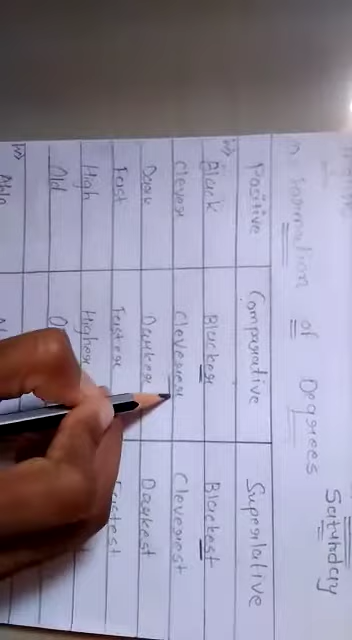 Saturday
Formation of Degrees
Positive Comparative Superlative
Black Blacker Blackest
Clever Cleverer Cleverest
Dark Darker Darkest
Fast Faster Fastest
High Higher
Old
Able